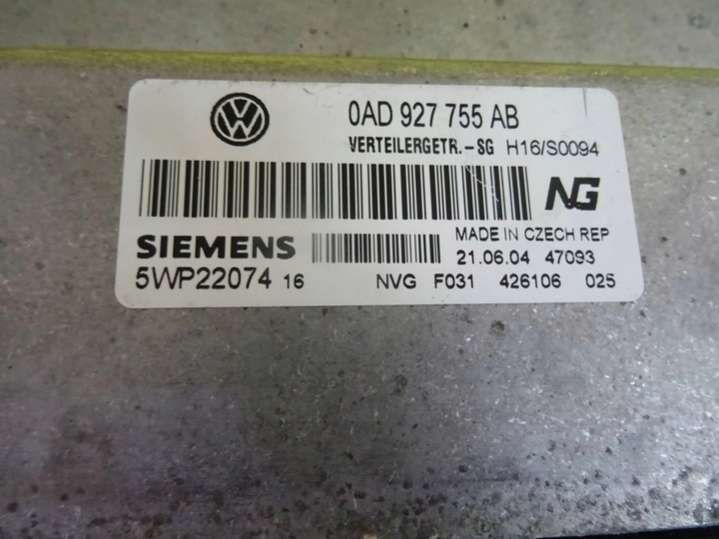 0AD 927 755 AB
VERTEILERGETR.-SG H16/S0094
NG
SIEMENS
MADE IN CZECH REP
21.06.04 47093
5WP22074 16 NVG F031 426106 025